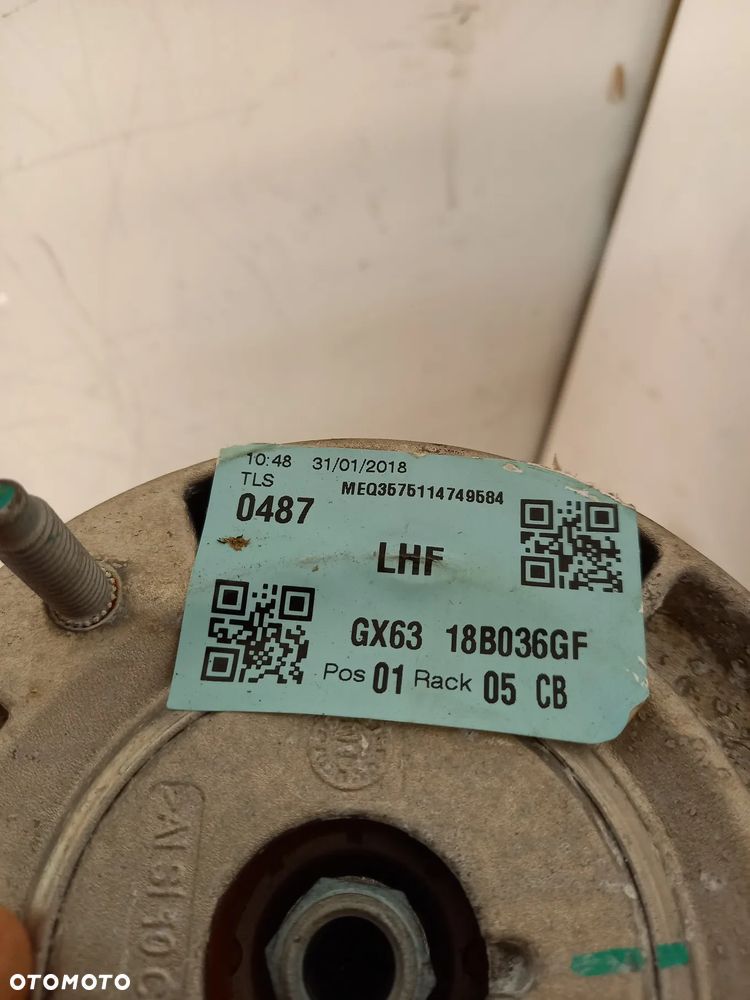 10:48 31/01/2018
TLS MEQ3575114749584
0487
LHF
GX63 18B036GF
Pos 01 Rack 05 CB
OTOMOTO